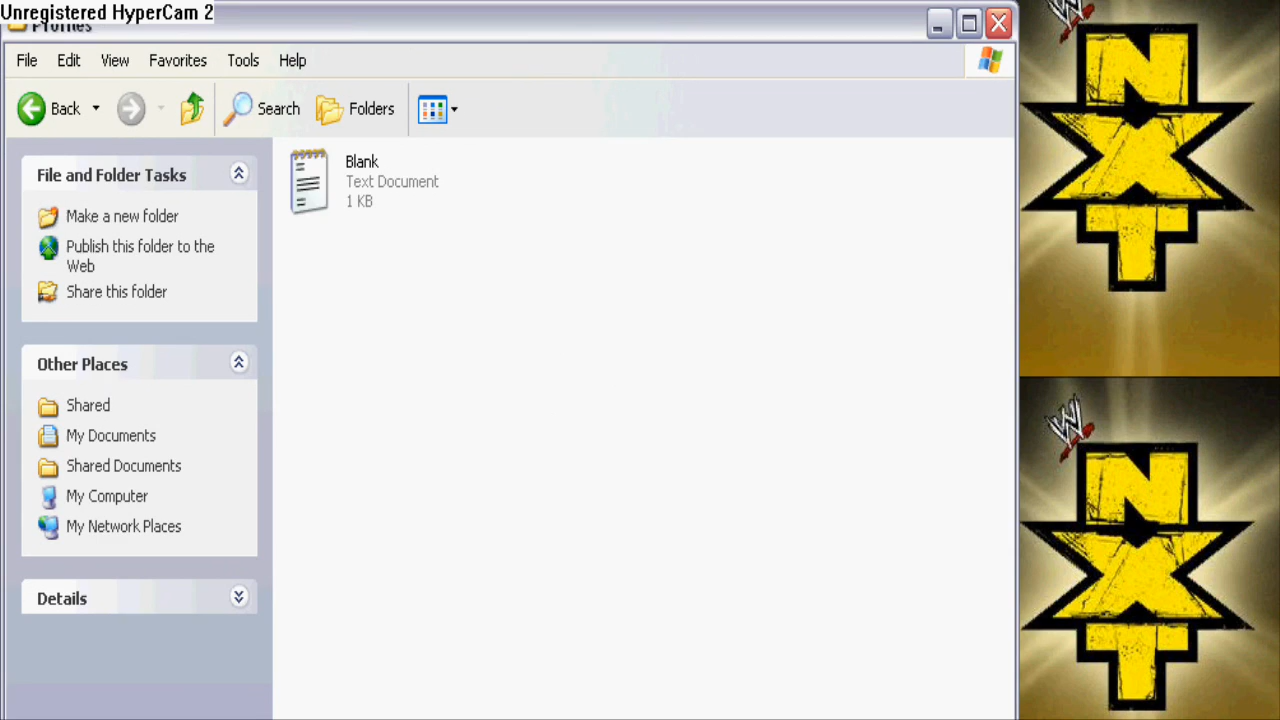 Unregistered HyperCam 2
Profiles
File Edit View Favorites Tools Help
Back Search Folders
File and Folder Tasks
Make a new folder
Publish this folder to the
Web
Share this folder
Other Places
Shared
My Documents
Shared Documents
My Computer
My Network Places
Details
Blank
Text Document
1 KB
W
NXT
W
NXT